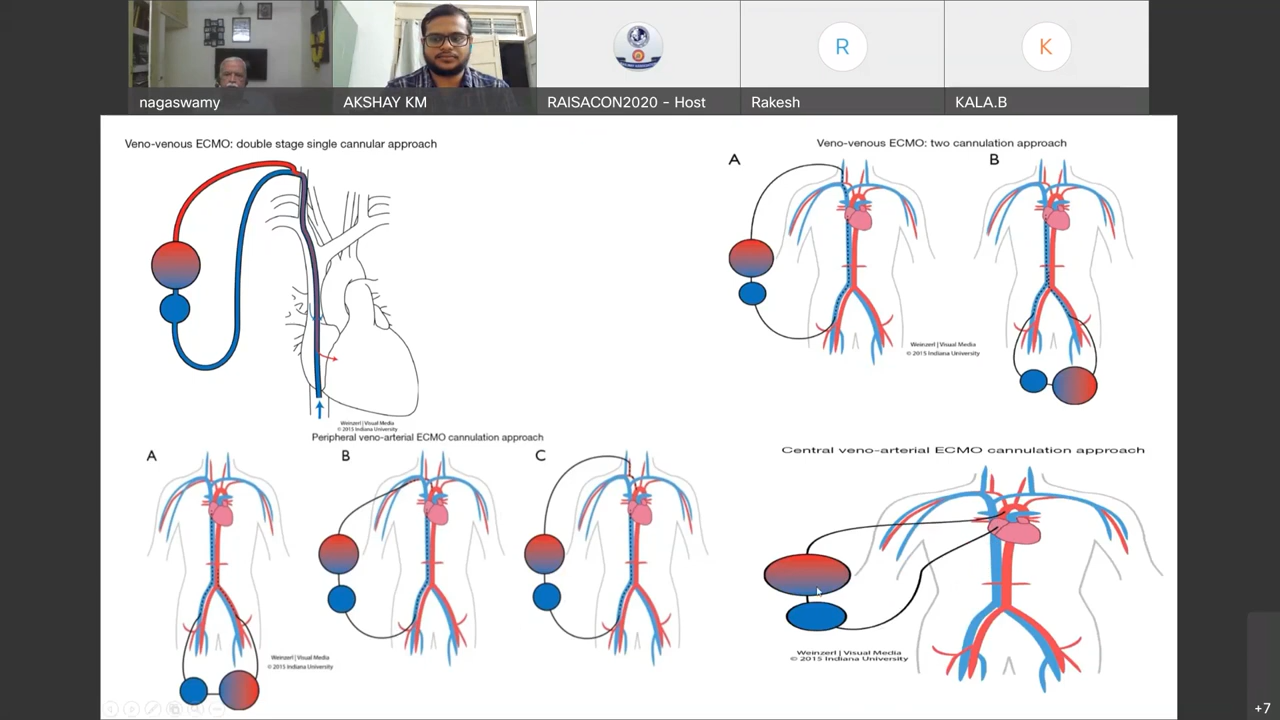 nagaswamy
AKSHAY KM
RAISACON2020 - Host
R
Rakesh
K
KALA.B
Veno-venous ECMO: double stage single cannular approach
Weinzerl | Visual Media
© 2015 Indiana University
Veno-venous ECMO: two cannulation approach
A
B
Weinzerl | Visual Media
© 2015 Indiana University
Peripheral veno-arterial ECMO cannulation approach
A
B
C
Weinzerl | Visual Media
© 2015 Indiana University
Central veno-arterial ECMO cannulation approach
Weinzerl | Visual Media
© 2015 Indiana University
+7